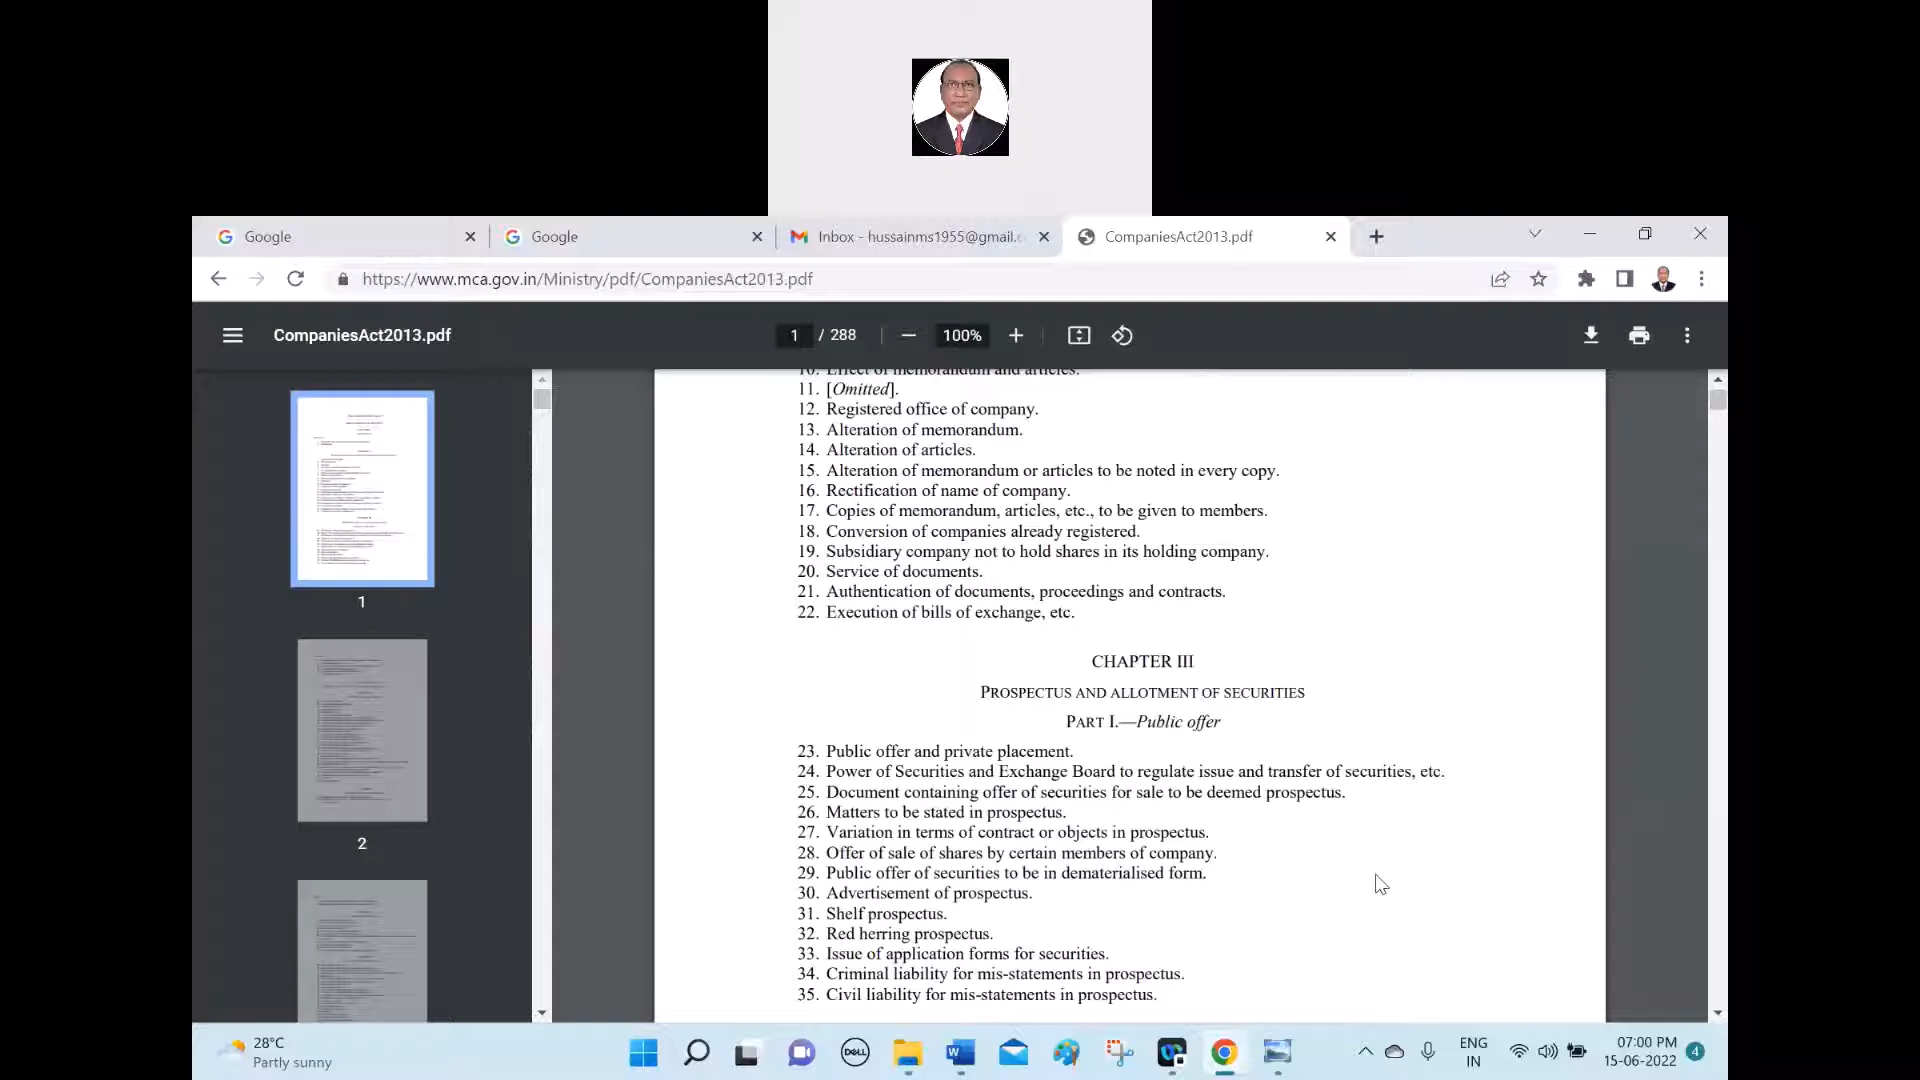 Google
Google
Inbox - hussainms1955@gmail.c
CompaniesAct2013.pdf
https://www.mca.gov.in/Ministry/pdf/CompaniesAct2013.pdf
CompaniesAct2013.pdf
1 / 288
100%
10. Effect of memorandum and articles.
11. [Omitted].
12. Registered office of company.
13. Alteration of memorandum.
14. Alteration of articles.
15. Alteration of memorandum or articles to be noted in every copy.
16. Rectification of name of company.
17. Copies of memorandum, articles, etc., to be given to members.
18. Conversion of companies already registered.
19. Subsidiary company not to hold shares in its holding company.
20. Service of documents.
21. Authentication of documents, proceedings and contracts.
22. Execution of bills of exchange, etc.
CHAPTER III
PROSPECTUS AND ALLOTMENT OF SECURITIES
PART I.—Public offer
23. Public offer and private placement.
24. Power of Securities and Exchange Board to regulate issue and transfer of securities, etc.
25. Document containing offer of securities for sale to be deemed prospectus.
26. Matters to be stated in prospectus.
27. Variation in terms of contract or objects in prospectus.
28. Offer of sale of shares by certain members of company.
29. Public offer of securities to be in dematerialised form.
30. Advertisement of prospectus.
31. Shelf prospectus.
32. Red herring prospectus.
33. Issue of application forms for securities.
34. Criminal liability for mis-statements in prospectus.
35. Civil liability for mis-statements in prospectus.
1
2
28°C
Partly sunny
DELL
W
ENG
IN
07:00 PM
15-06-2022
4